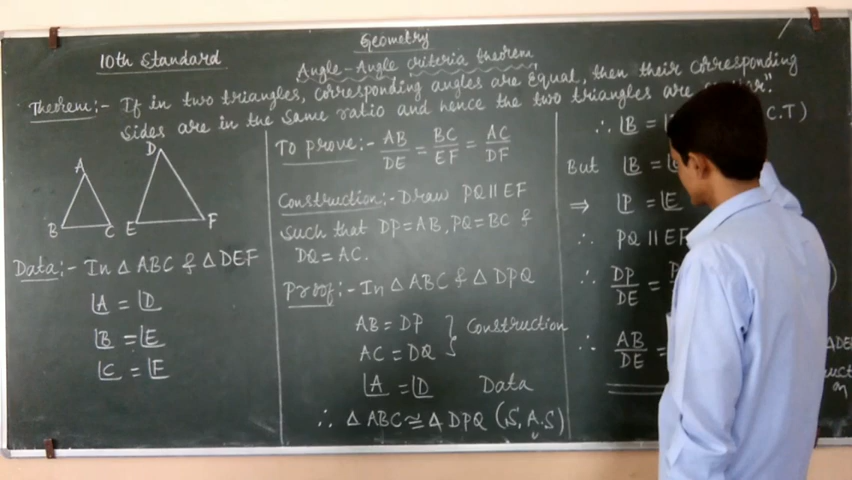 Geometry
10th Standard
Angle-Angle criteria theorem
Theorem:- If in two triangles, corresponding angles are equal, then their corresponding
sides are in the same ratio and hence the two triangles are
A
B C
D
E F
Data:- In Δ ABC & Δ DEF
∠A = ∠D
∠B = ∠E
∠C = ∠E
To prove:- AB/DE = BC/EF = AC/DF
Construction:- Draw PQ || EF
such that DP=AB, PQ=BC &
DQ = AC.
Proof:- In Δ ABC & Δ DPQ
AB = DP } Construction
AC = DQ
∠A = ∠D Data
∴ Δ ABC ≅ Δ DPQ (S,A,S)
∴ ∠B = C.T)
But ∠B =
⇒ ∠P = ∠E
∴ PQ || EF
∴ DP/DE =
∴ AB/DE =